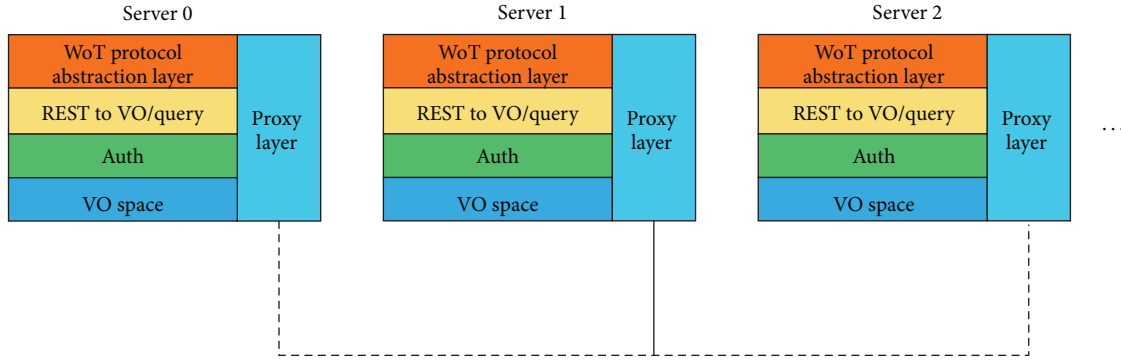 Server 0
WoT protocol
abstraction layer
REST to VO/query
Auth
VO space
Proxy
layer
Server 1
WoT protocol
abstraction layer
REST to VO/query
Auth
VO space
Proxy
layer
Server 2
WoT protocol
abstraction layer
REST to VO/query
Auth
VO space
Proxy
layer
...